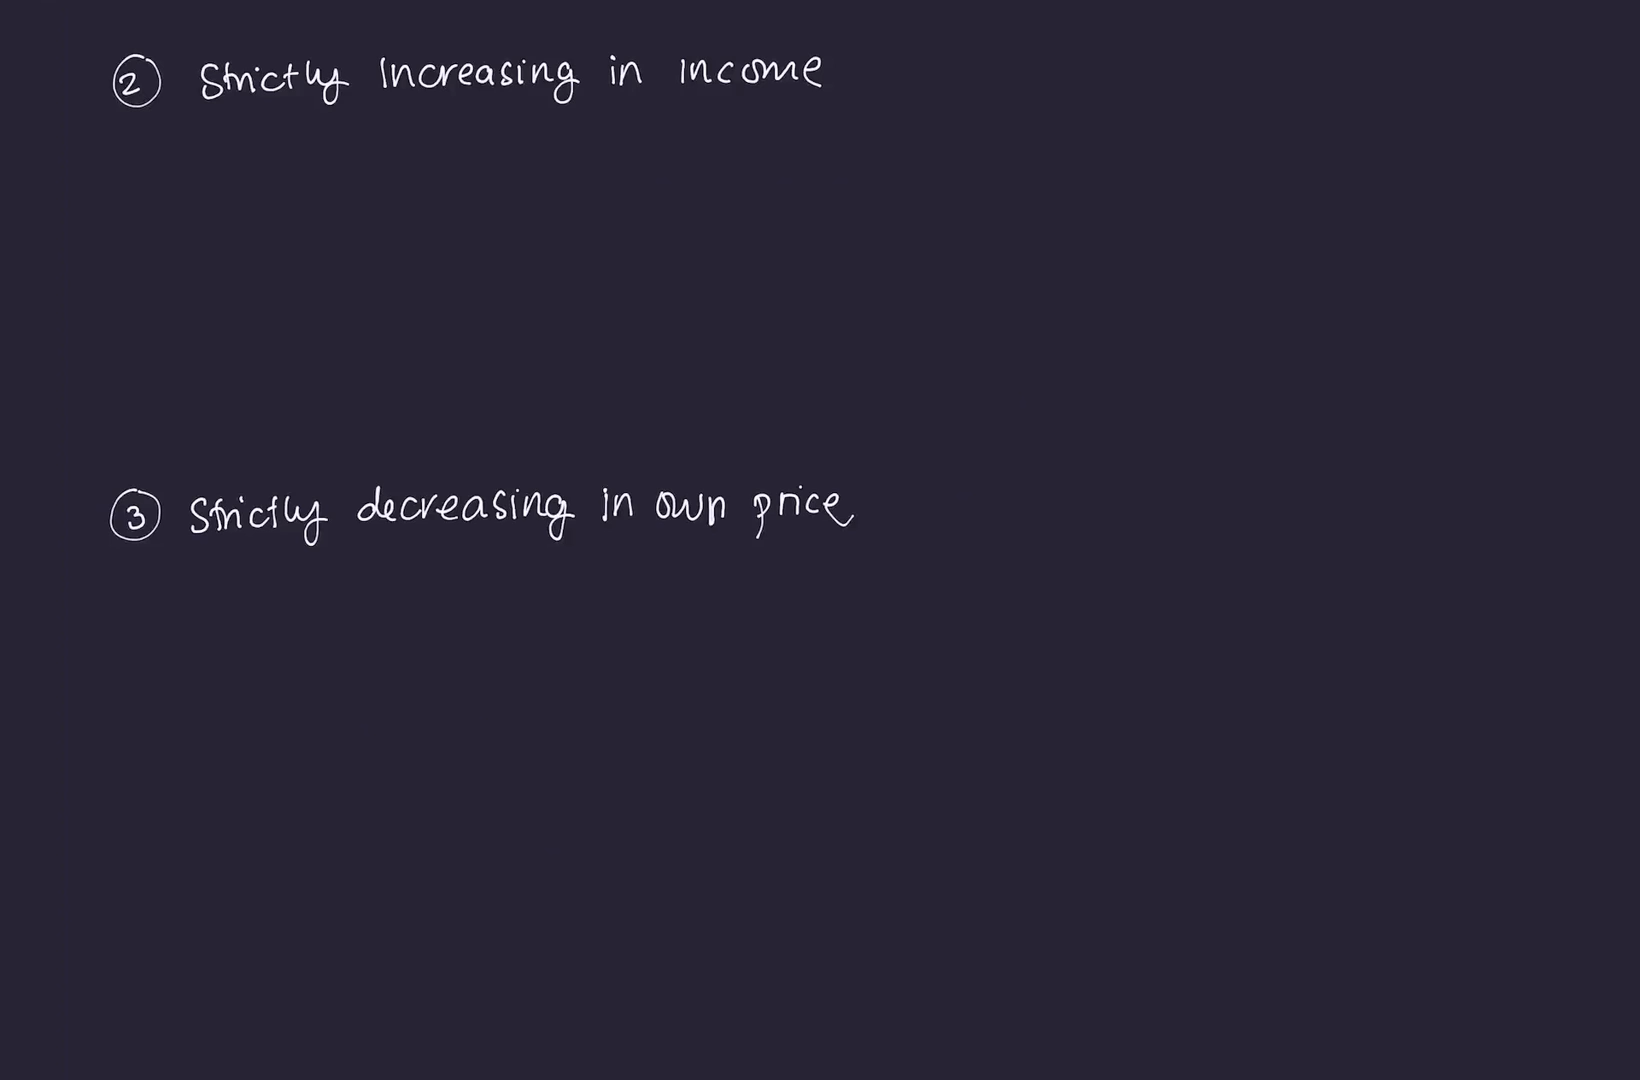 ② Strictly Increasing in income
③ Strictly decreasing in own price